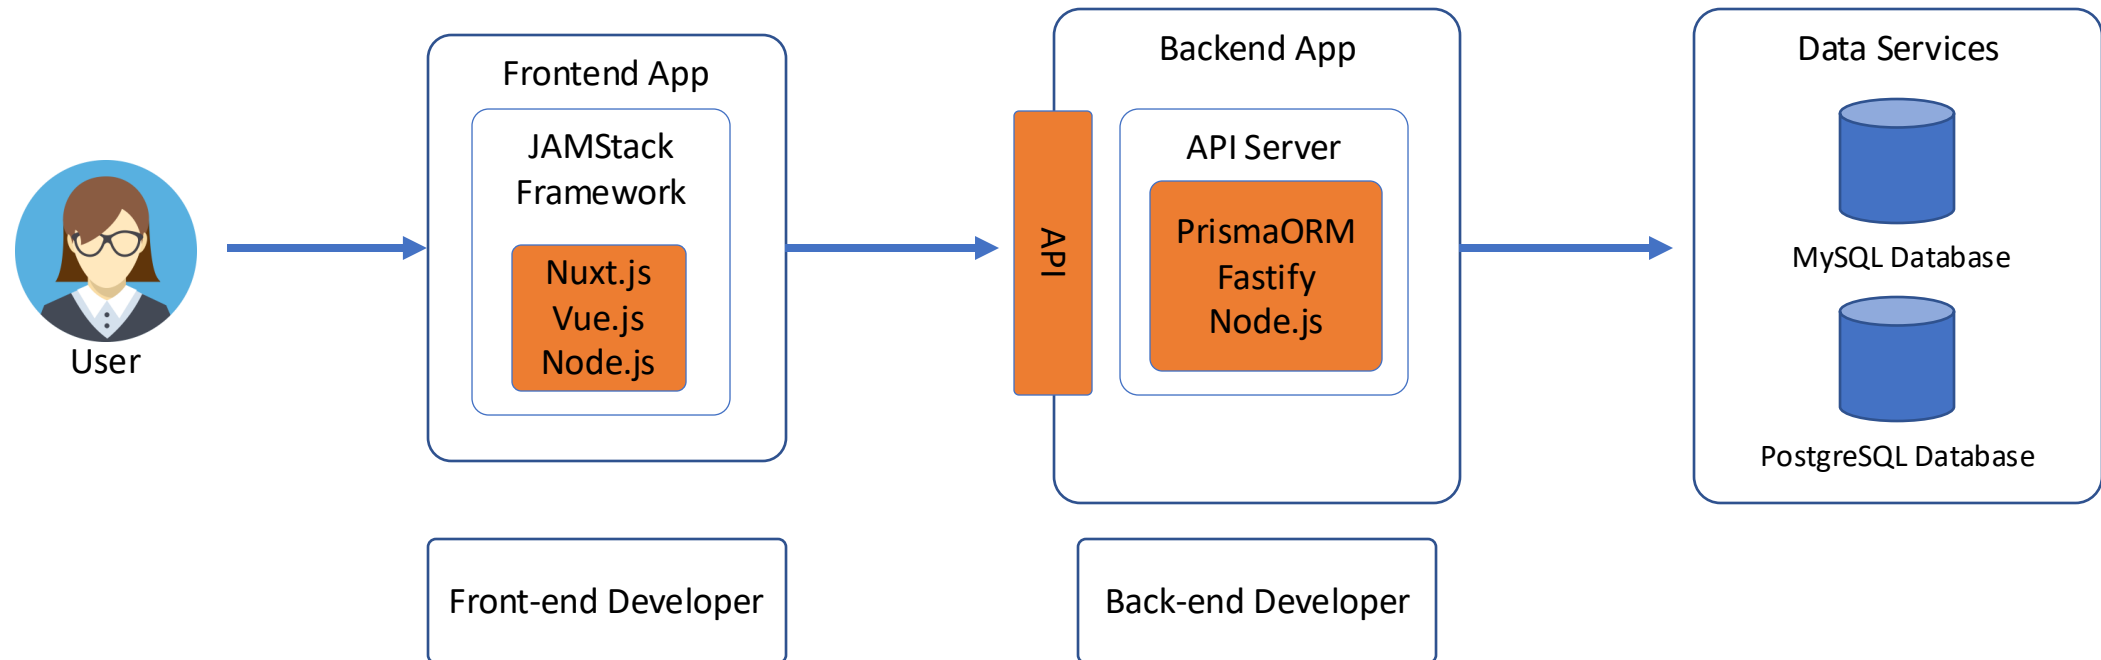 User
Frontend App
JAMStack
Framework
Nuxt.js
Vue.js
Node.js
Front-end Developer
API
Backend App
API Server
PrismaORM
Fastify
Node.js
Back-end Developer
Data Services
MySQL Database
PostgreSQL Database